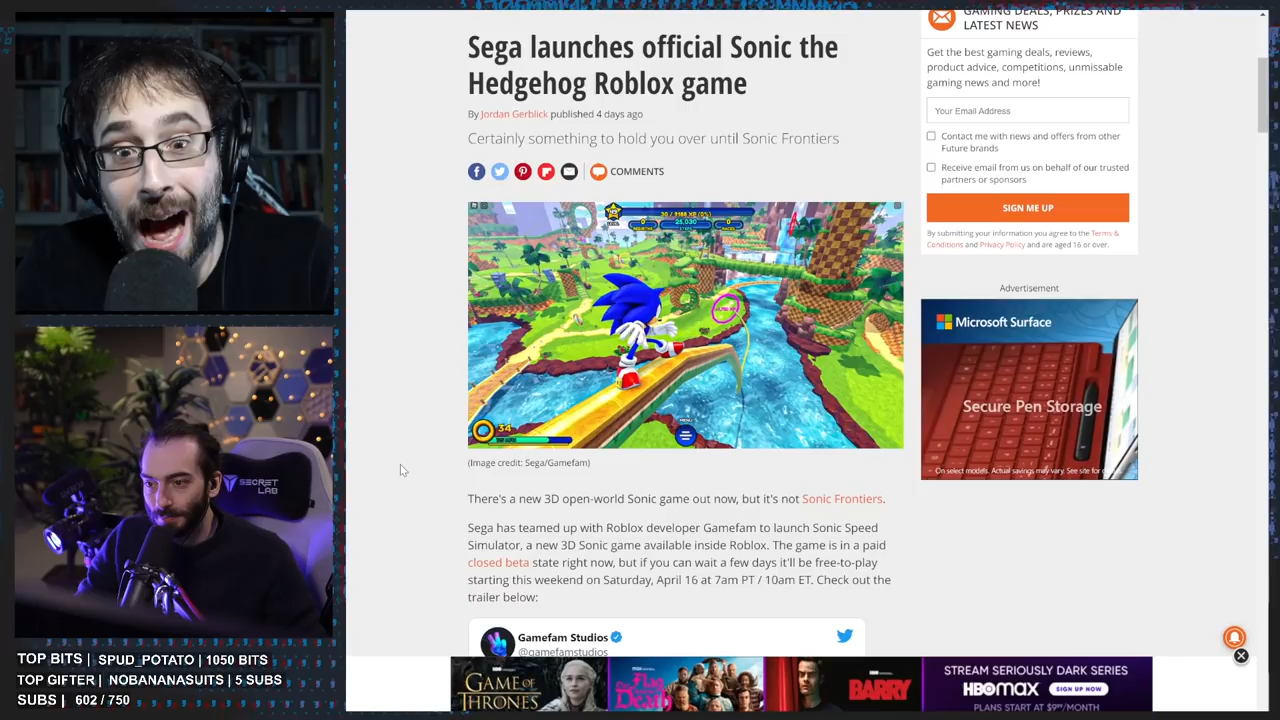 Sega launches official Sonic the
Hedgehog Roblox game
By Jordan Gerblick published 4 days ago
Certainly something to hold you over until Sonic Frontiers
COMMENTS
25,030
34
MENU
(Image credit: Sega/Gamefam)
There's a new 3D open-world Sonic game out now, but it's not Sonic Frontiers.
Sega has teamed up with Roblox developer Gamefam to launch Sonic Speed
Simulator, a new 3D Sonic game available inside Roblox. The game is in a paid
closed beta state right now, but if you can wait a few days it'll be free-to-play
starting this weekend on Saturday, April 16 at 7am PT / 10am ET. Check out the
trailer below:
Gamefam Studios
@gamefamstudios
GAMING DEALS, PRIZES AND
LATEST NEWS
Get the best gaming deals, reviews,
product advice, competitions, unmissable
gaming news and more!
Your Email Address
Contact me with news and offers from other
Future brands
Receive email from us on behalf of our trusted
partners or sponsors
SIGN ME UP
By submitting your information you agree to the Terms &
Conditions and Privacy Policy and are aged 16 or over.
Advertisement
Microsoft Surface
Secure Pen Storage
On select models. Actual savings may vary. See site for
SECRET
LAB
TOP BITS | SPUD_POTATO | 1050 BITS
TOP GIFTER | NOBANANASUITS | 5 SUBS
SUBS | 602 / 750
GAME OF
THRONES
Flag
Death
BARRY
STREAM SERIOUSLY DARK SERIES
HBOMAX SIGN UP NOW
PLANS START AT $9.99/MONTH